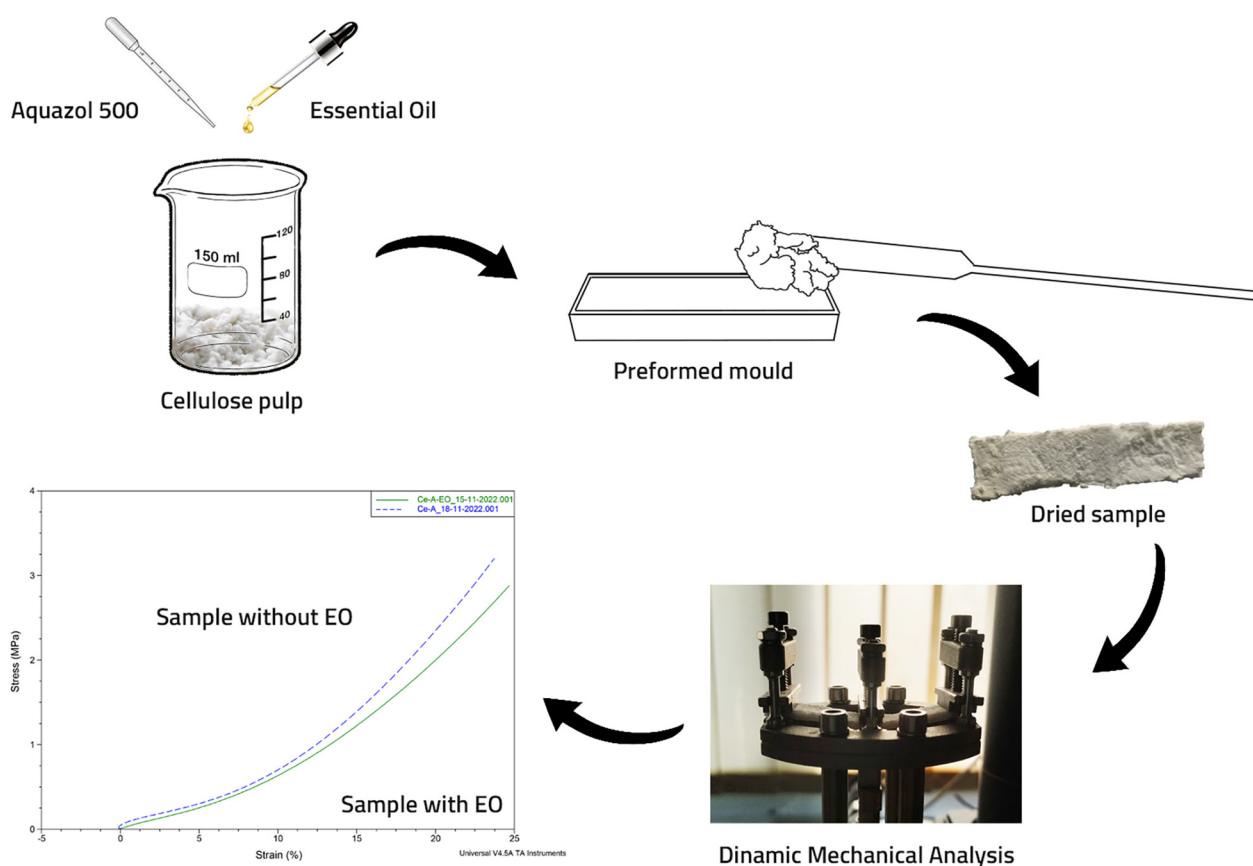 Aquazol 500
Essential Oil
150 ml
120
80
40
Cellulose pulp
Preformed mould
Dried sample
Ce-A-EO_15-11-2022.001
Ce-A_18-11-2022.001
4
3
2
1
0
Stress (MPa)
Sample without EO
Sample with EO
-5
0
5
10
15
20
25
Strain (%)
Universal V4.5A TA Instruments
Dinamic Mechanical Analysis